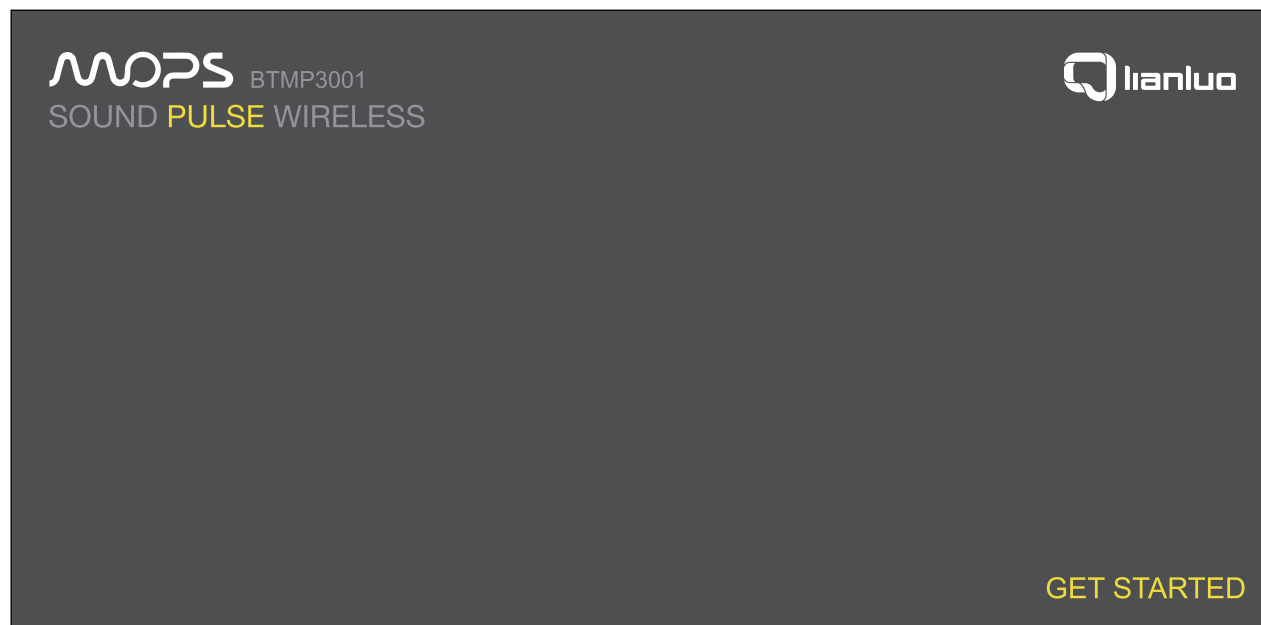 MOPS BTMP3001
lianluo
SOUND PULSE WIRELESS
GET STARTED